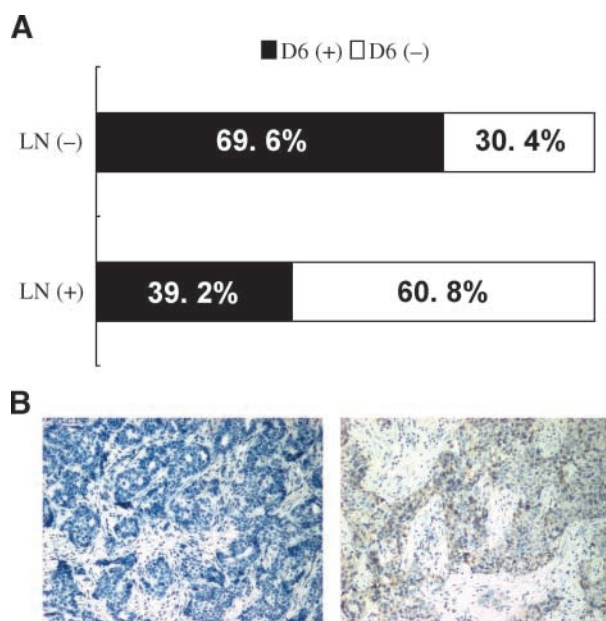 A
D6 (+) D6 (–)
LN (–) 69. 6% 30. 4%
LN (+) 39. 2% 60. 8%
B